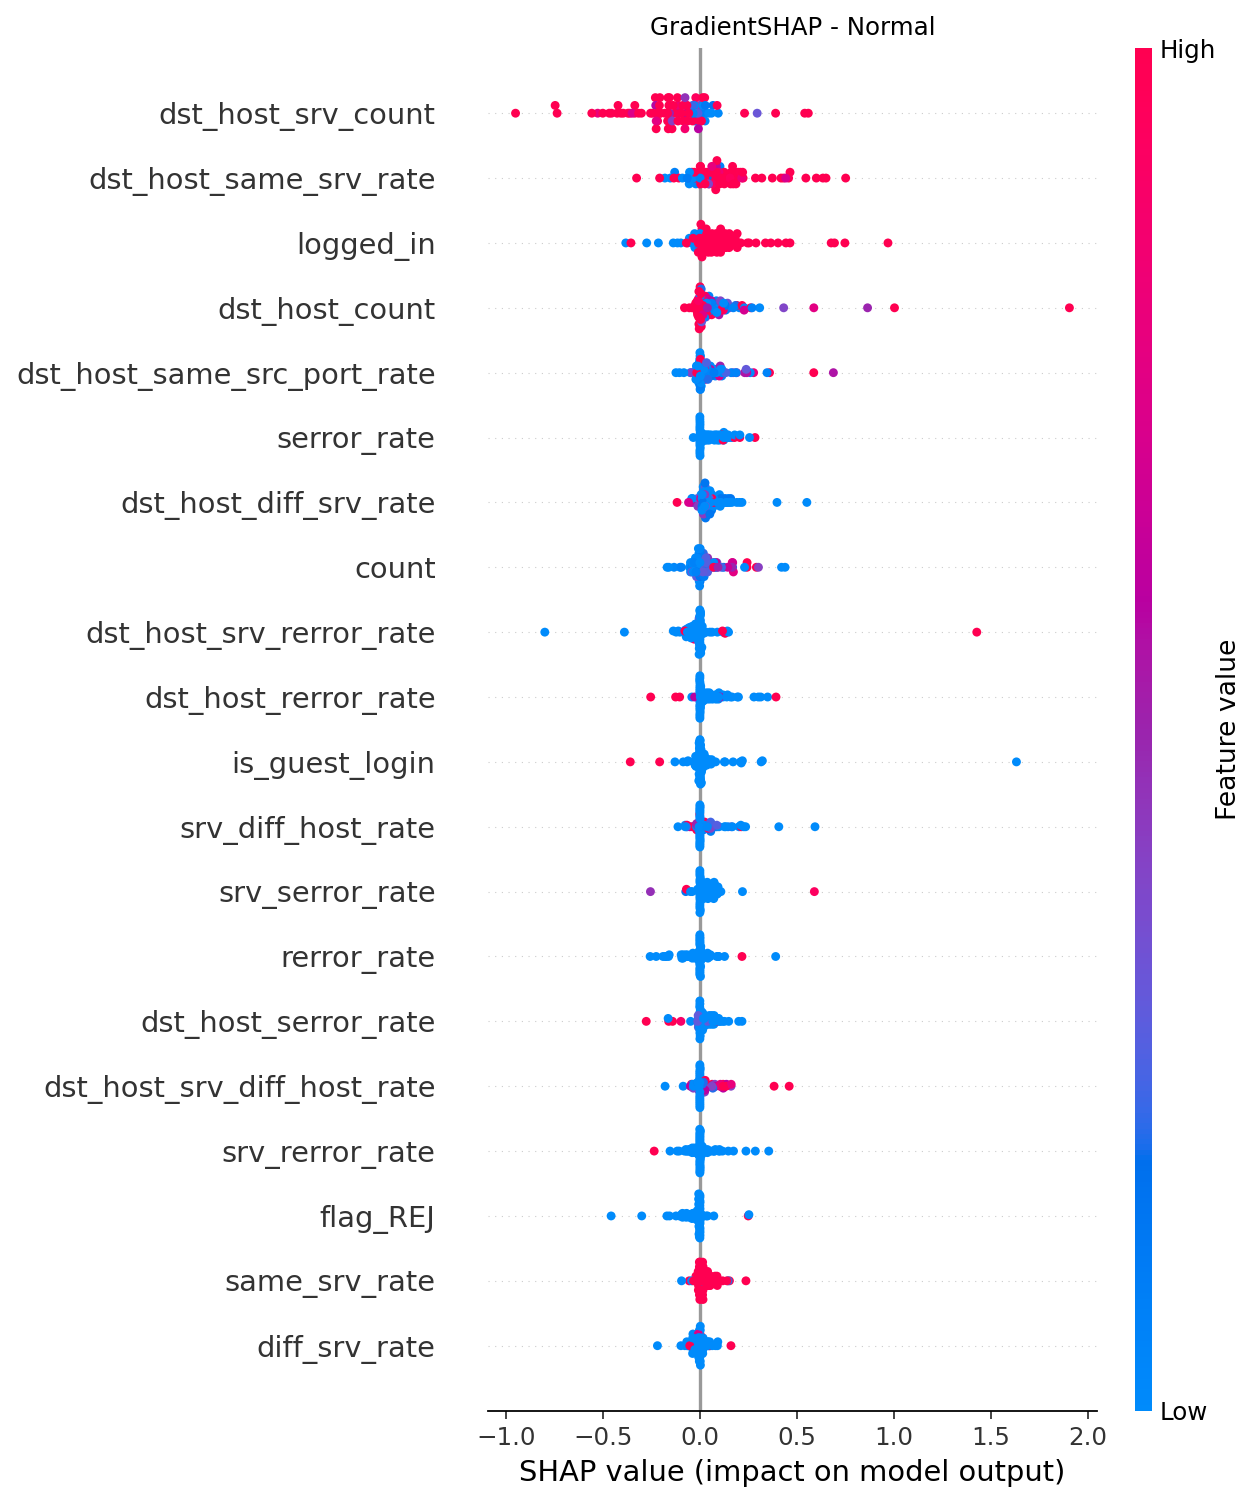 GradientSHAP - Normal
High
dst_host_srv_count
dst_host_same_srv_rate
logged_in
dst_host_count
dst_host_same_src_port_rate
serror_rate
dst_host_diff_srv_rate
count
dst_host_srv_rerror_rate
dst_host_rerror_rate
is_guest_login
srv_diff_host_rate
srv_serror_rate
rerror_rate
dst_host_serror_rate
dst_host_srv_diff_host_rate
srv_rerror_rate
flag_REJ
same_srv_rate
diff_srv_rate
Feature value
Low
−1.0 −0.5 0.0 0.5 1.0 1.5 2.0
SHAP value (impact on model output)